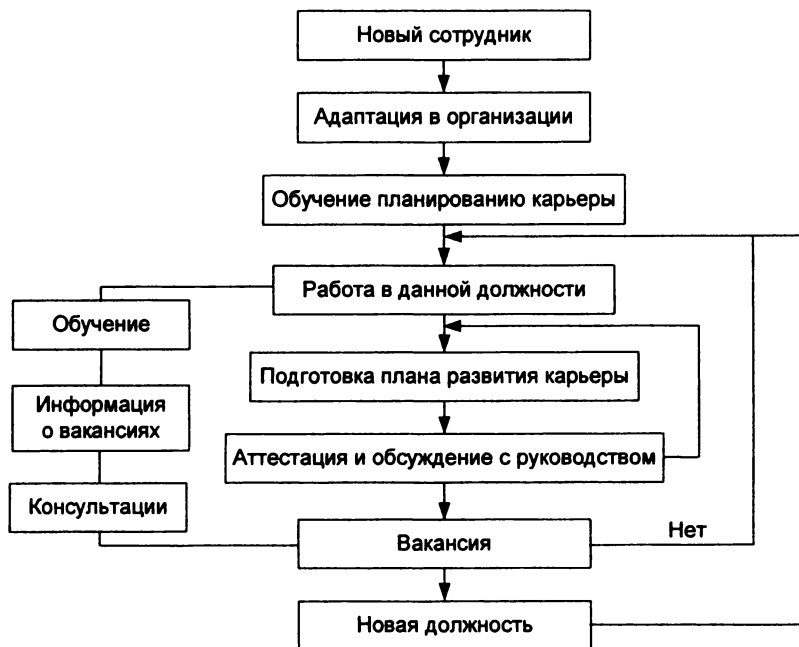 Новый сотрудник
Адаптация в организации
Обучение планированию карьеры
Работа в данной должности
Обучение
Подготовка плана развития карьеры
Информация
о вакансиях
Аттестация и обсуждение с руководством
Консультации
Вакансия
Нет
Новая должность